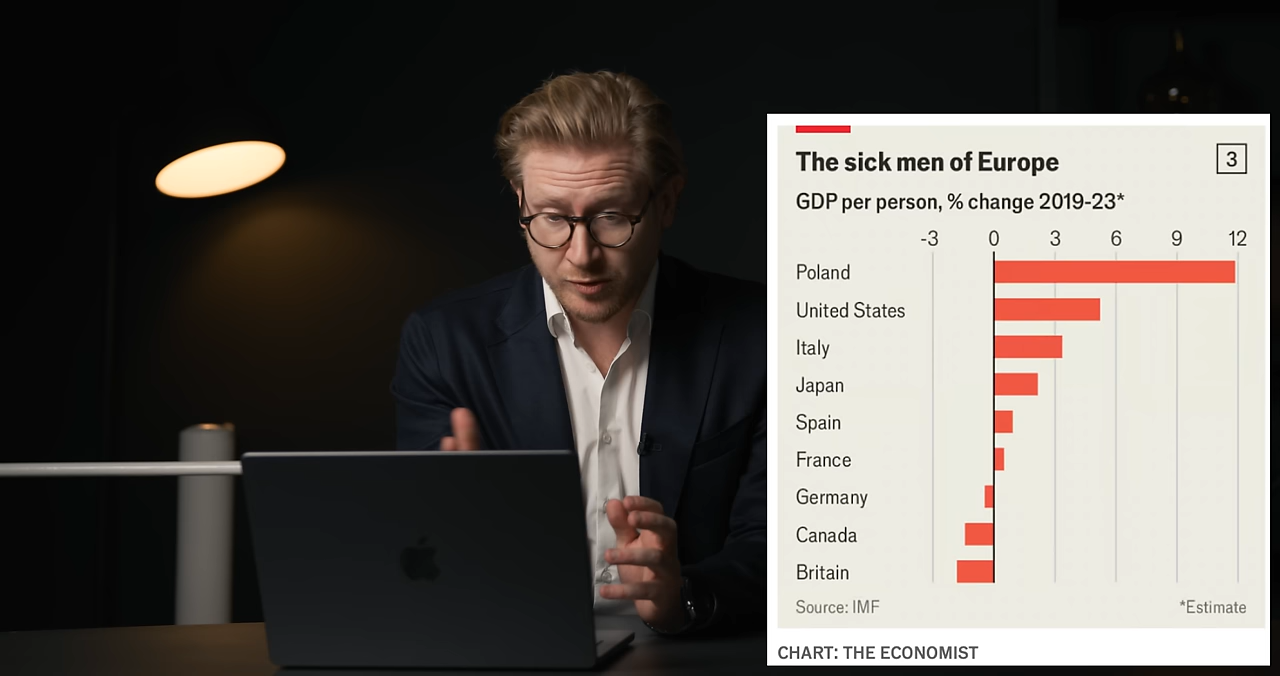 The sick men of Europe
3
GDP per person, % change 2019-23*
-3 0 3 6 9 12
Poland
United States
Italy
Japan
Spain
France
Germany
Canada
Britain
Source: IMF *Estimate
CHART: THE ECONOMIST